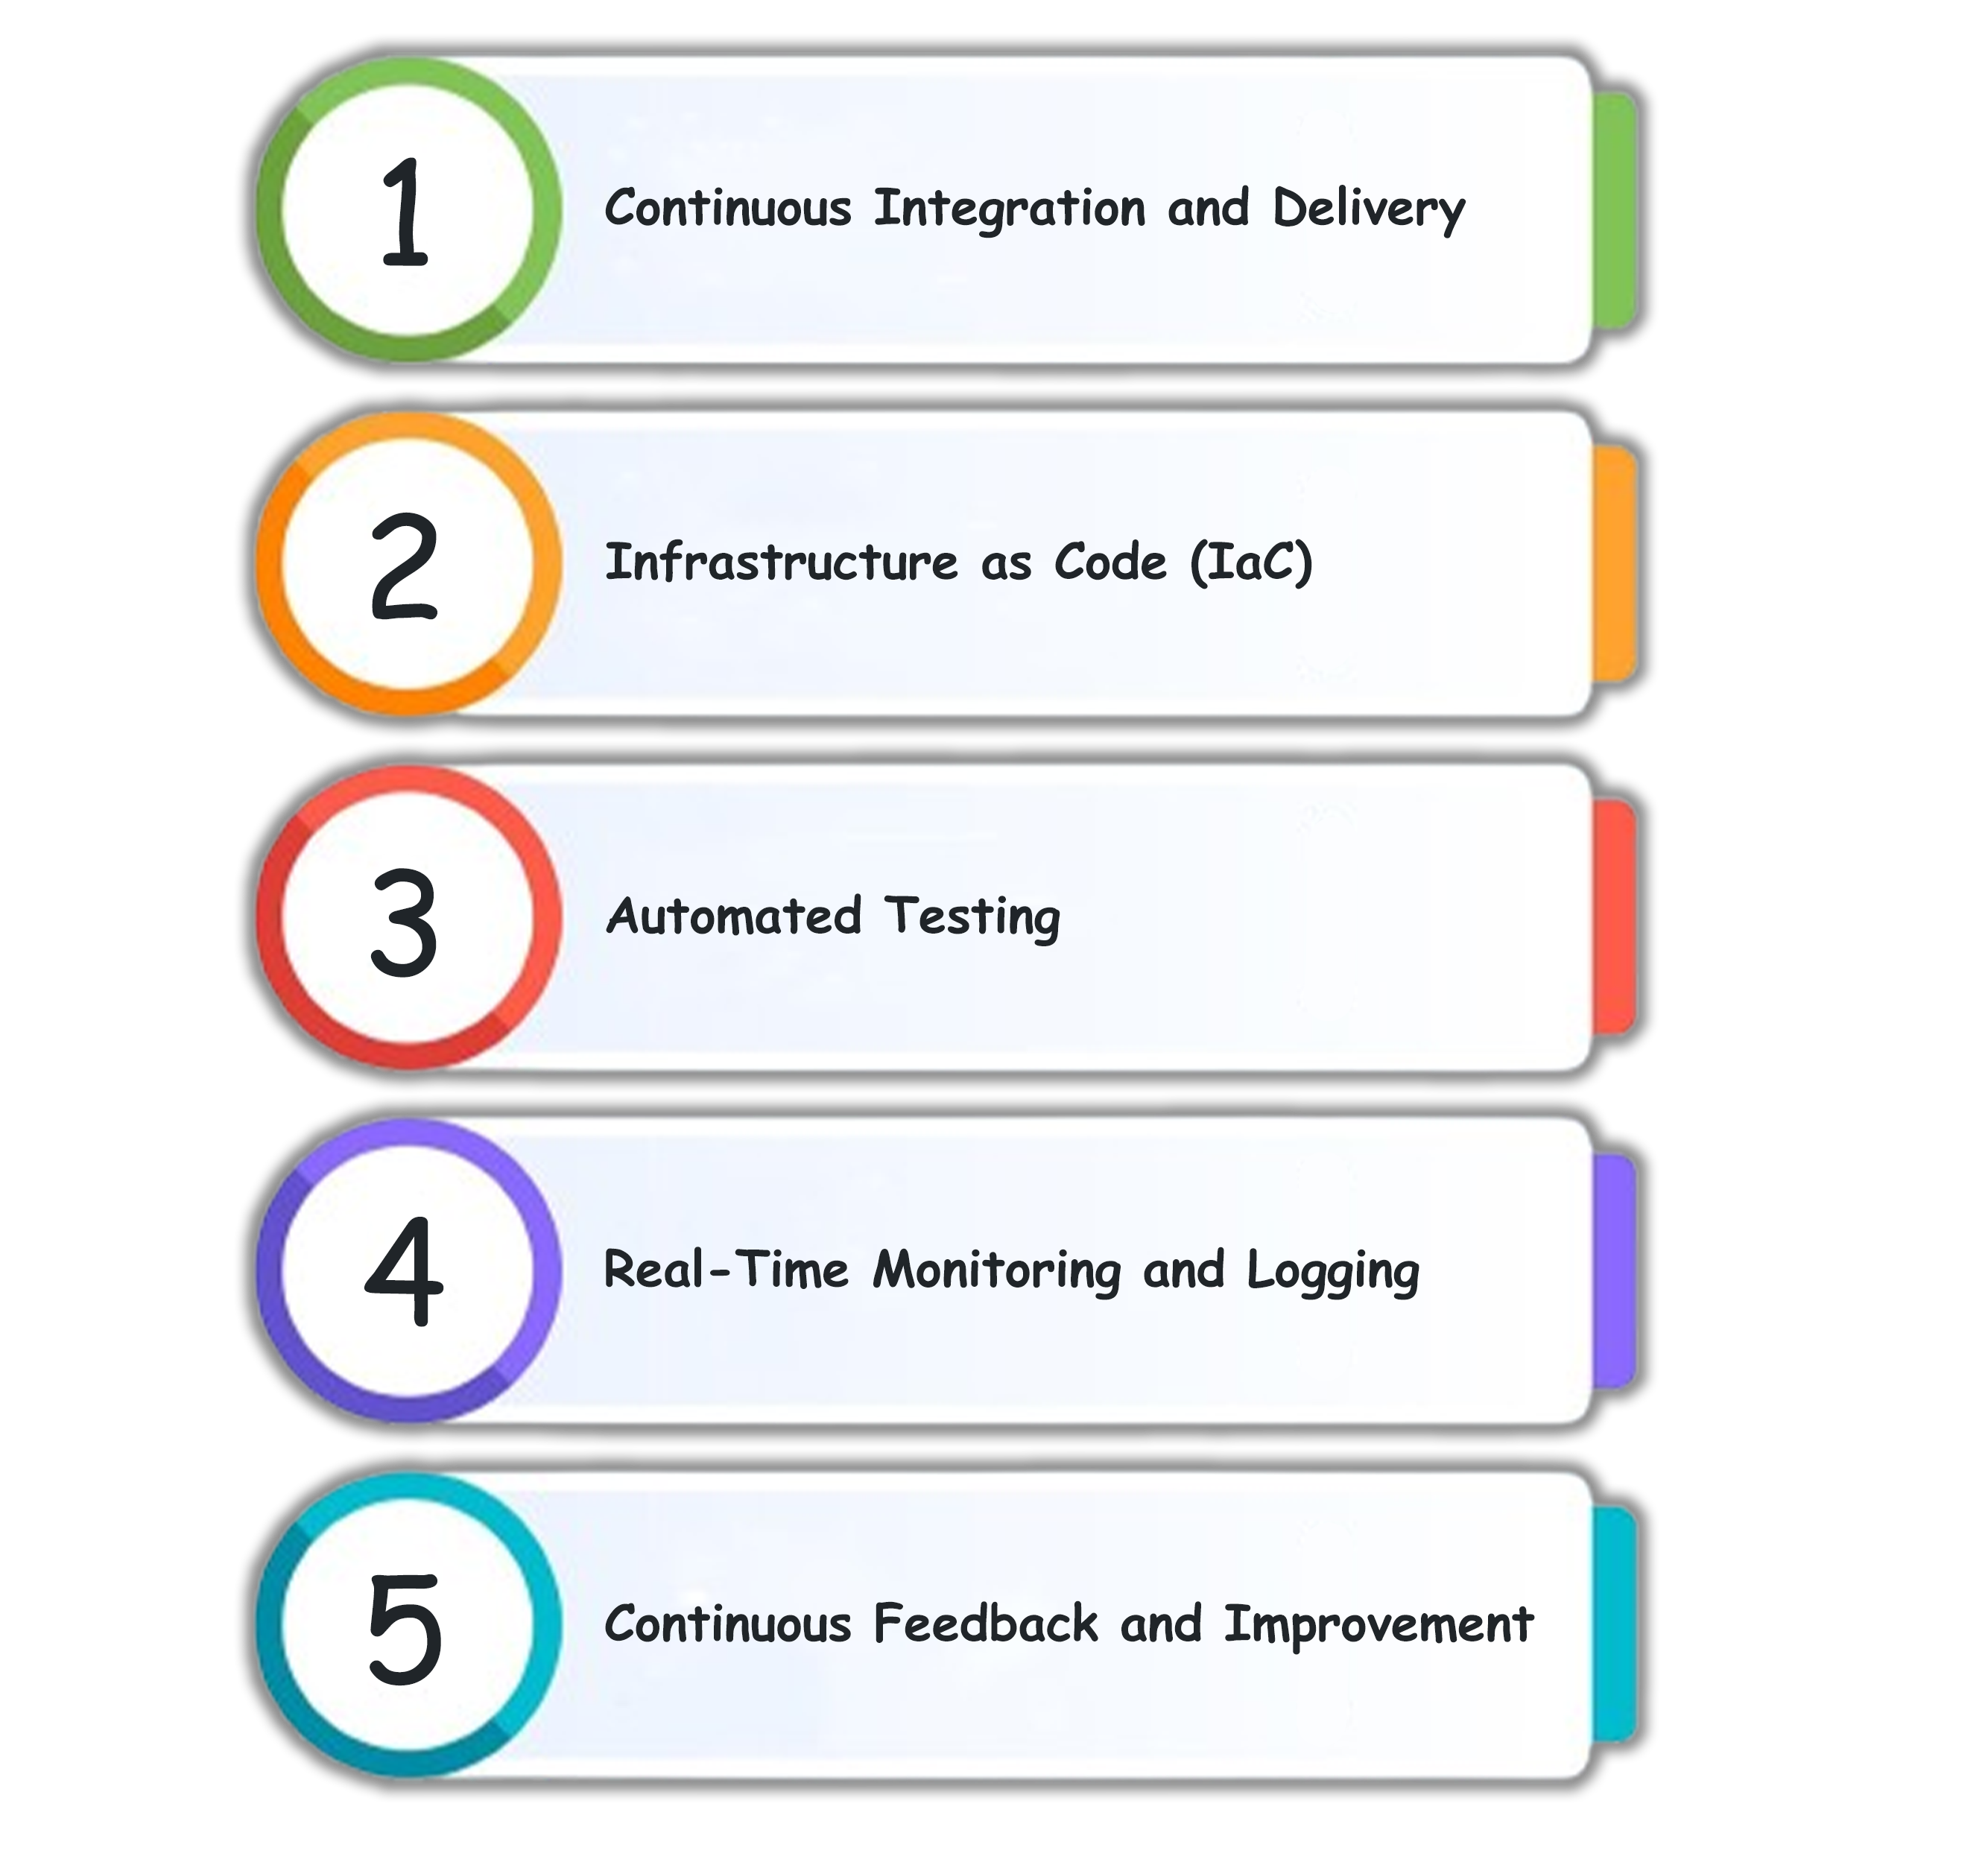 1
Continuous Integration and Delivery
2
Infrastructure as Code (IaC)
3
Automated Testing
4
Real-Time Monitoring and Logging
5
Continuous Feedback and Improvement